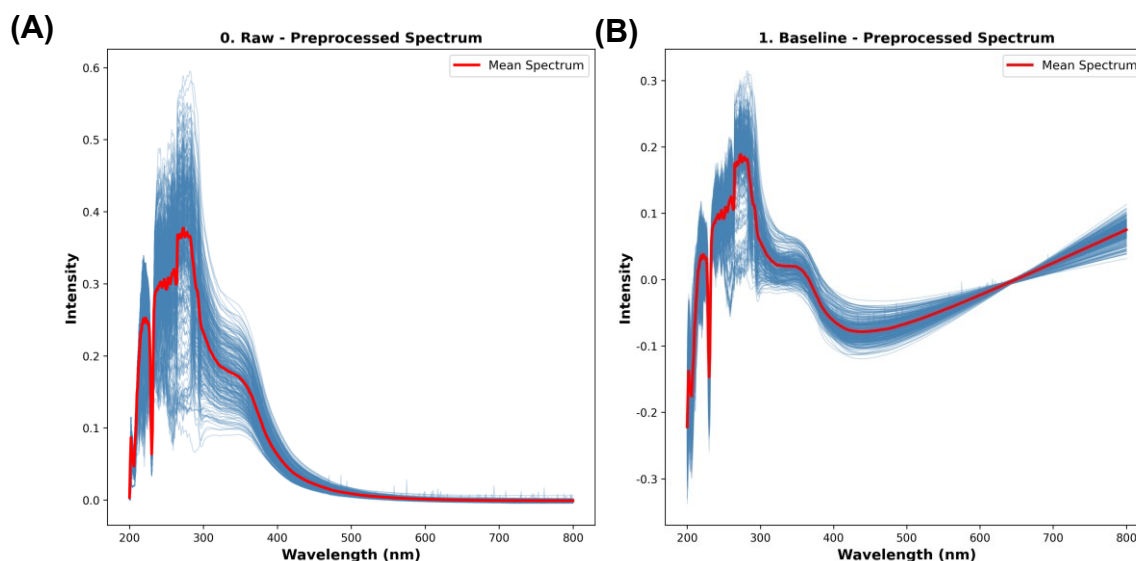 (A)
0. Raw - Preprocessed Spectrum
Mean Spectrum
Intensity
0.6
0.5
0.4
0.3
0.2
0.1
0.0
200 300 400 500 600 700 800
Wavelength (nm)
(B)
1. Baseline - Preprocessed Spectrum
Mean Spectrum
Intensity
0.3
0.2
0.1
0.0
-0.1
-0.2
-0.3
200 300 400 500 600 700 800
Wavelength (nm)